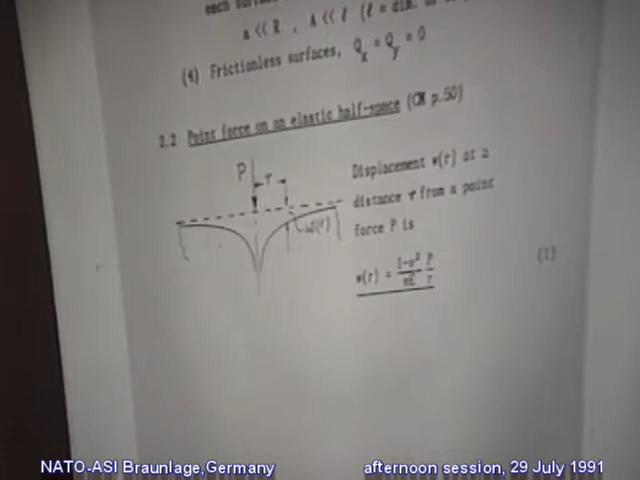 each surface
a << R , A << ℓ (ℓ = dim.
(4) Frictionless surfaces, Qx = Qy = 0
2.2 Point force on an elastic half-space (CM p.50)
P
r
w(r)
Displacement w(r) at a
distance r from a point
force P is
w(r) = 1-ν² / πE P / r (1)
NATO-ASI Braunlage,Germany afternoon session, 29 July 1991